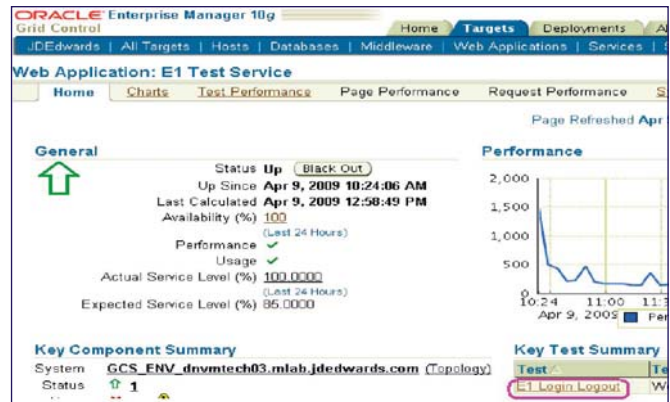 ORACLE Enterprise Manager 10g
Grid Control
Home Targets Deployments
JDEdwards | All Targets | Hosts | Databases | Middleware | Web Applications | Services |
Web Application: E1 Test Service
Home Charts Test Performance Page Performance Request Performance
Page Refreshed Apr
General
Status Up Black Out
Up Since Apr 9, 2009 10:24:06 AM
Last Calculated Apr 9, 2009 12:58:49 PM
Availability (%) 100
(Last 24 Hours)
Performance ✓
Usage ✓
Actual Service Level (%) 100.0000
(Last 24 Hours)
Expected Service Level (%) 85.0000
Performance
2,000
1,500
1,000
500
0
10:24 11:00
Apr 9, 2009
Key Component Summary
System GCS_ENV_dnvmtech03.mlab.jdedwards.com (Topology)
Status 1
Key Test Summary
Test
E1 Login Logout